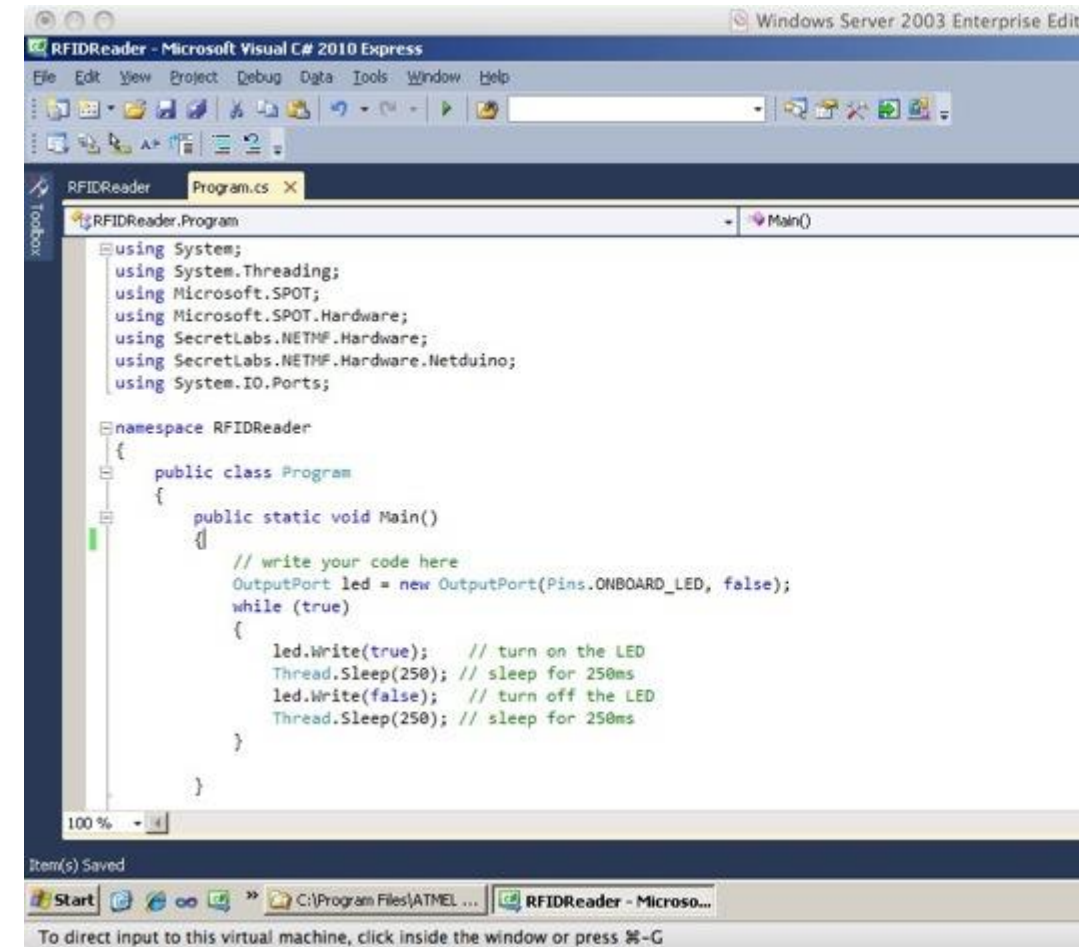 Windows Server 2003 Enterprise Edit
RFIDReader - Microsoft Visual C# 2010 Express
File Edit View Project Debug Data Tools Window Help
Toolbox
RFIDReader Program.cs
RFIDReader.Program Main()
using System;
using System.Threading;
using Microsoft.SPOT;
using Microsoft.SPOT.Hardware;
using SecretLabs.NETMF.Hardware;
using SecretLabs.NETMF.Hardware.Netduino;
using System.IO.Ports;
namespace RFIDReader
{
public class Program
{
public static void Main()
{
// write your code here
OutputPort led = new OutputPort(Pins.ONBOARD_LED, false);
while (true)
{
led.Write(true); // turn on the LED
Thread.Sleep(250); // sleep for 250ms
led.Write(false); // turn off the LED
Thread.Sleep(250); // sleep for 250ms
}
}
100 %
Item(s) Saved
Start » C:\Program Files\ATMEL ... RFIDReader - Microso...
To direct input to this virtual machine, click inside the window or press ⌘-G